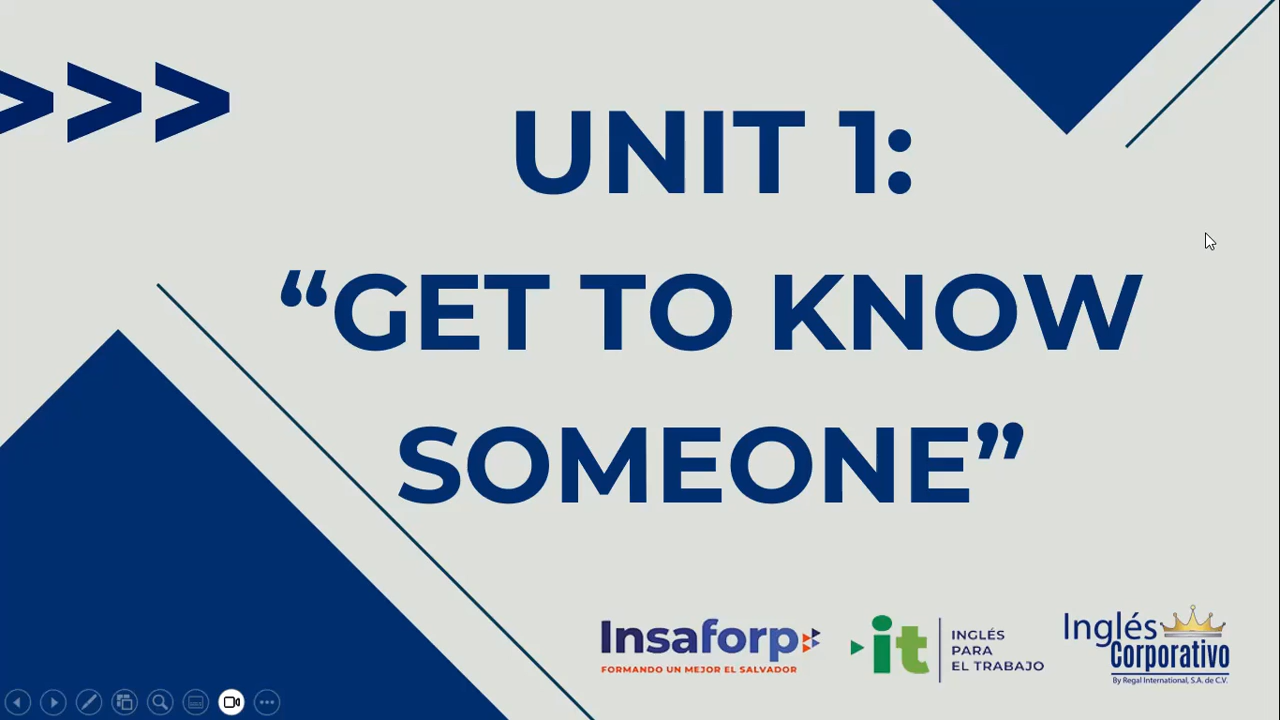 >>>
UNIT 1:
“GET TO KNOW
SOMEONE”
Insaforp
FORMANDO UN MEJOR EL SALVADOR
it
INGLÉS
PARA
EL TRABAJO
Inglés
Corporativo
By Regal International, S.A. de C.V.